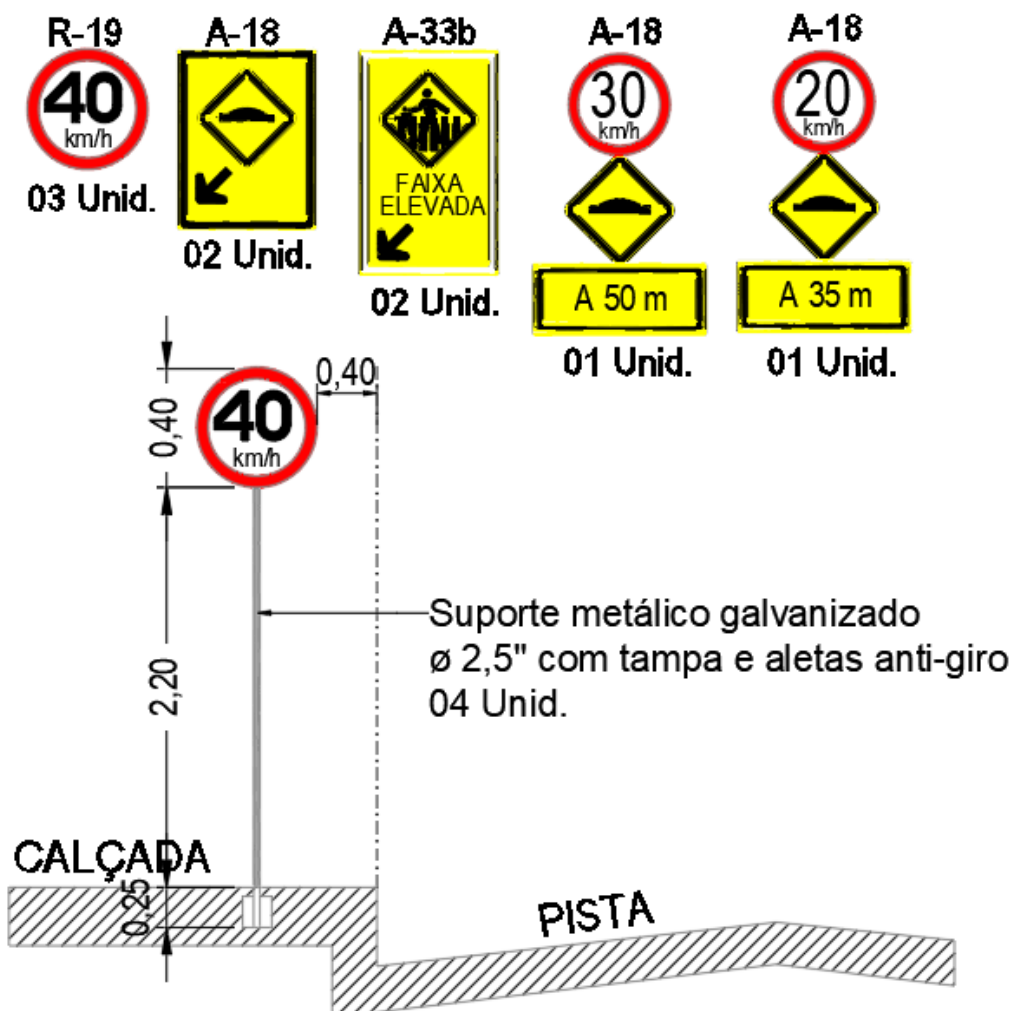 R-19
40
km/h
03 Unid.
A-18
02 Unid.
A-33b
FAIXA
ELEVADA
02 Unid.
A-18
30
km/h
A 50 m
01 Unid.
A-18
20
km/h
A 35 m
01 Unid.
0,40
0,40
40
km/h
2,20
Suporte metálico galvanizado
ø 2,5" com tampa e aletas anti-giro
04 Unid.
CALÇADA
0,25
PISTA